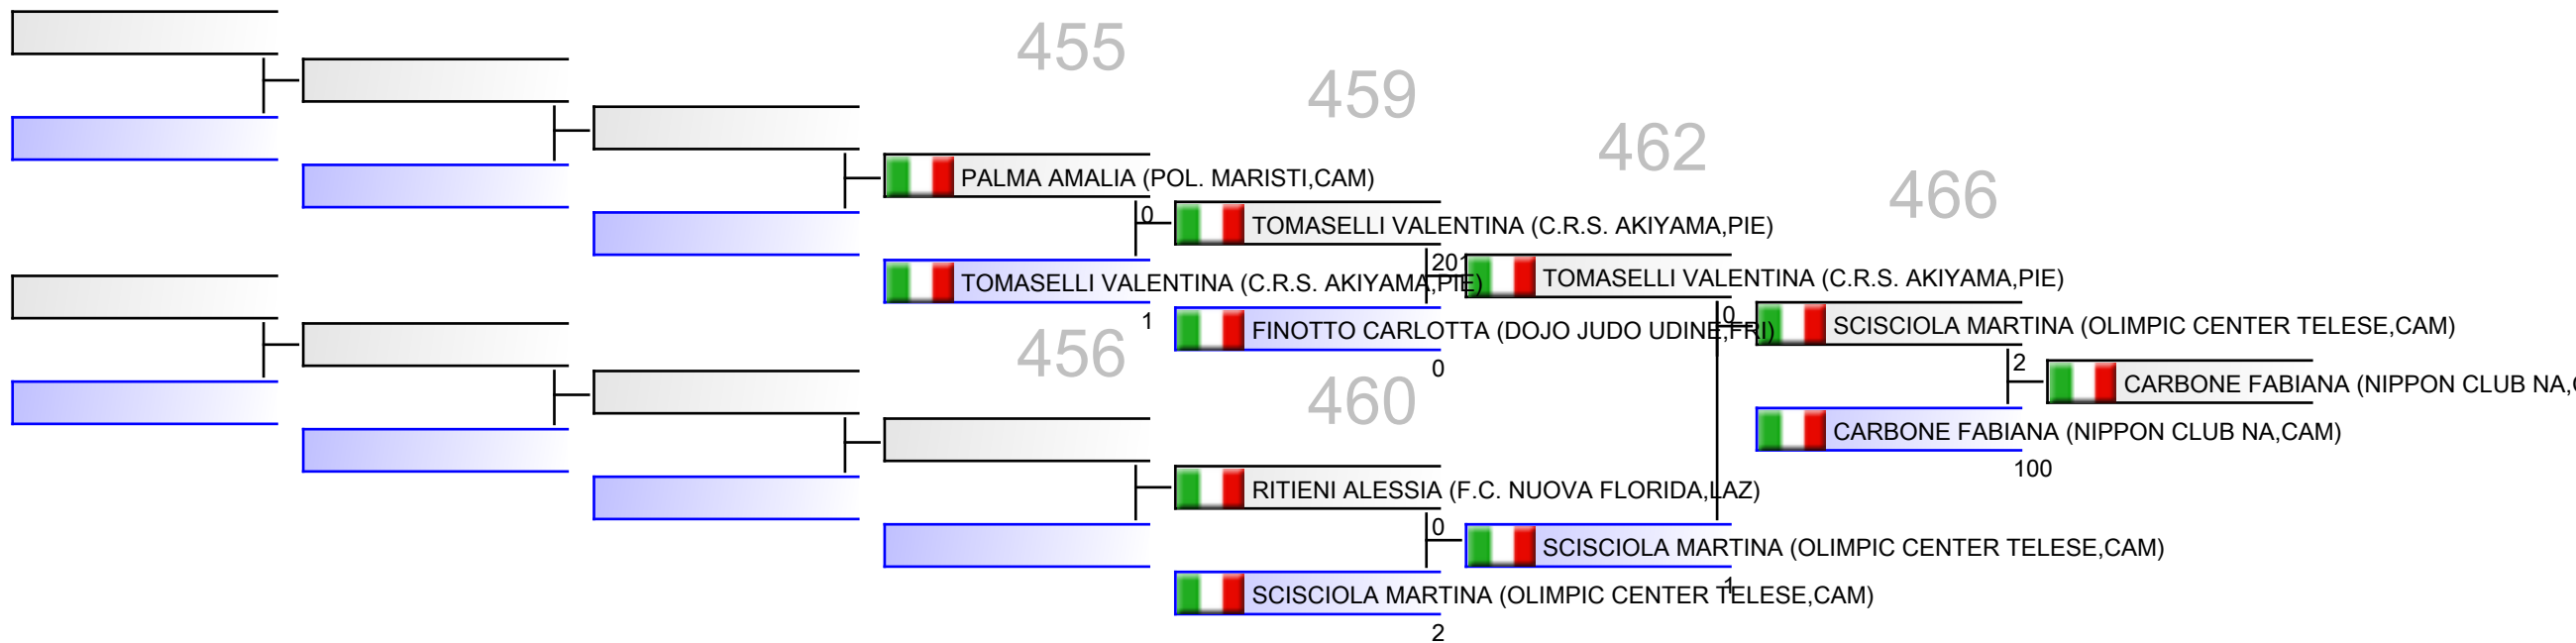 455
459
462
PALMA AMALIA (POL. MARISTI,CAM)
466
0
TOMASELLI VALENTINA (C.R.S. AKIYAMA,PIE)
201
TOMASELLI VALENTINA (C.R.S. AKIYAMA,PIE)
TOMASELLI VALENTINA (C.R.S. AKIYAMA,PIE)
1
0
FINOTTO CARLOTTA (DOJO JUDO UDINE,FRI)
SCISCIOLA MARTINA (OLIMPIC CENTER TELESE,CAM)
456
0
2
CARBONE FABIANA (NIPPON CLUB NA,
460
CARBONE FABIANA (NIPPON CLUB NA,CAM)
100
RITIENI ALESSIA (F.C. NUOVA FLORIDA,LAZ)
0
SCISCIOLA MARTINA (OLIMPIC CENTER TELESE,CAM)
1
SCISCIOLA MARTINA (OLIMPIC CENTER TELESE,CAM)
2